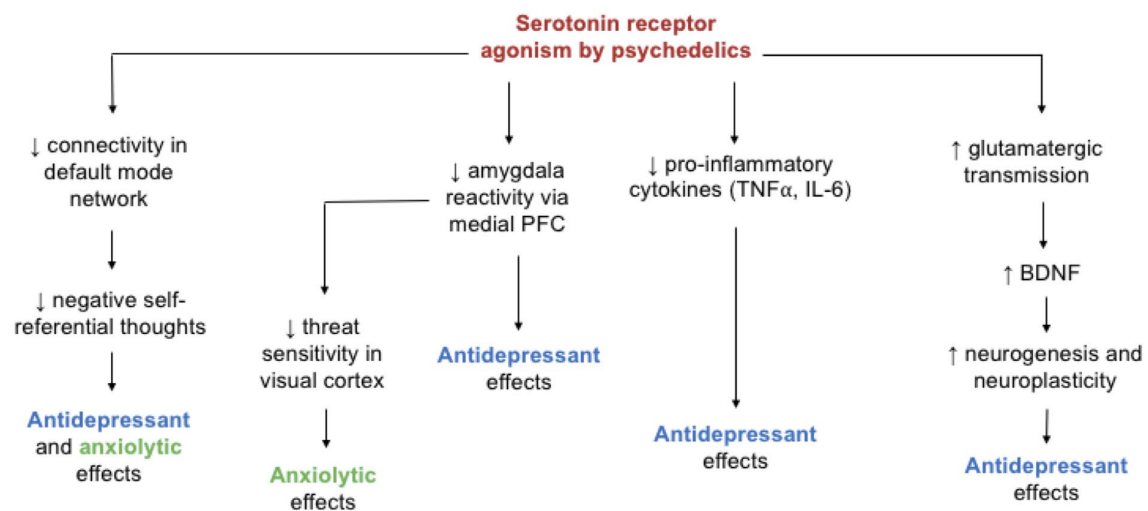 Serotonin receptor
agonism by psychedelics
↓ connectivity in
default mode
network
↓ negative self-
referential thoughts
Antidepressant
and anxiolytic
effects
↓ amygdala
reactivity via
medial PFC
↓ threat
sensitivity in
visual cortex
Anxiolytic
effects
Antidepressant
effects
↓ pro-inflammatory
cytokines (TNFα, IL-6)
Antidepressant
effects
↑ glutamatergic
transmission
↑ BDNF
↑ neurogenesis and
neuroplasticity
Antidepressant
effects